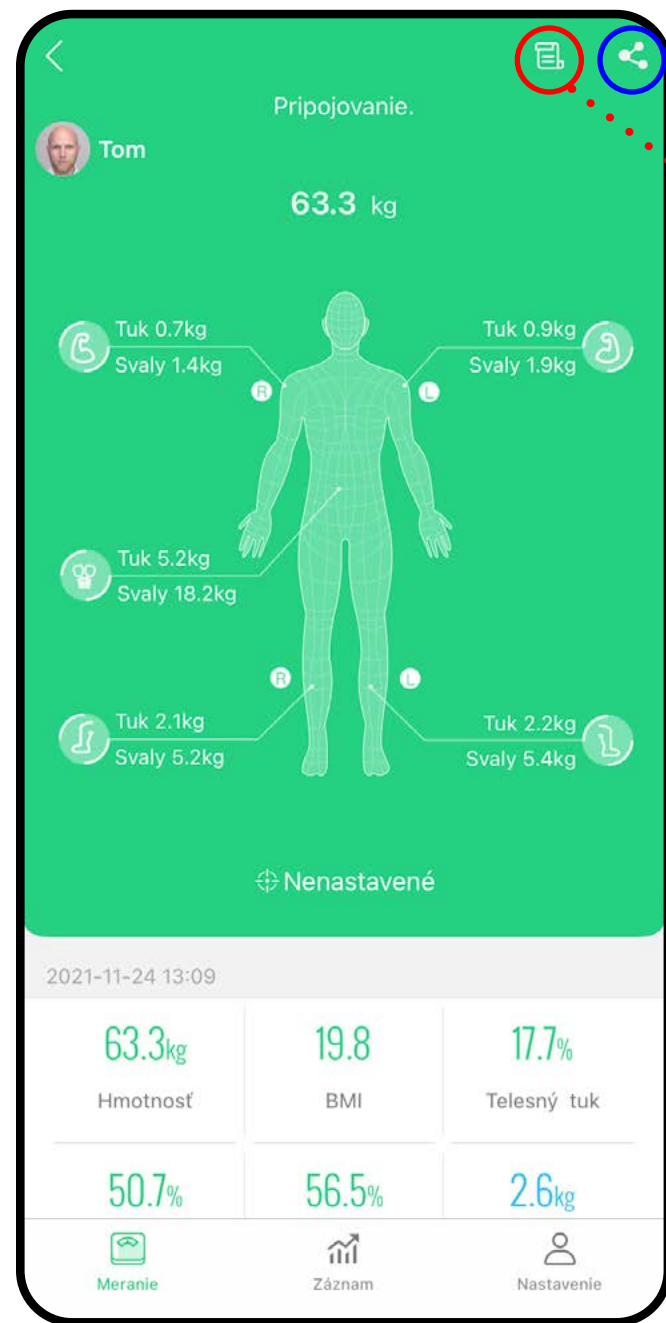 Pripojovanie.
Tom
63.3 kg
Tuk 0.7kg
Svaly 1.4kg
Tuk 0.9kg
Svaly 1.9kg
R
L
Tuk 5.2kg
Svaly 18.2kg
R
L
Tuk 2.1kg
Svaly 5.2kg
Tuk 2.2kg
Svaly 5.4kg
Nenastavené
2021-11-24 13:09
63.3kg
19.8
17.7%
Hmotnosť
BMI
Telesný tuk
50.7%
56.5%
2.6kg
Meranie
Záznam
Nastavenie